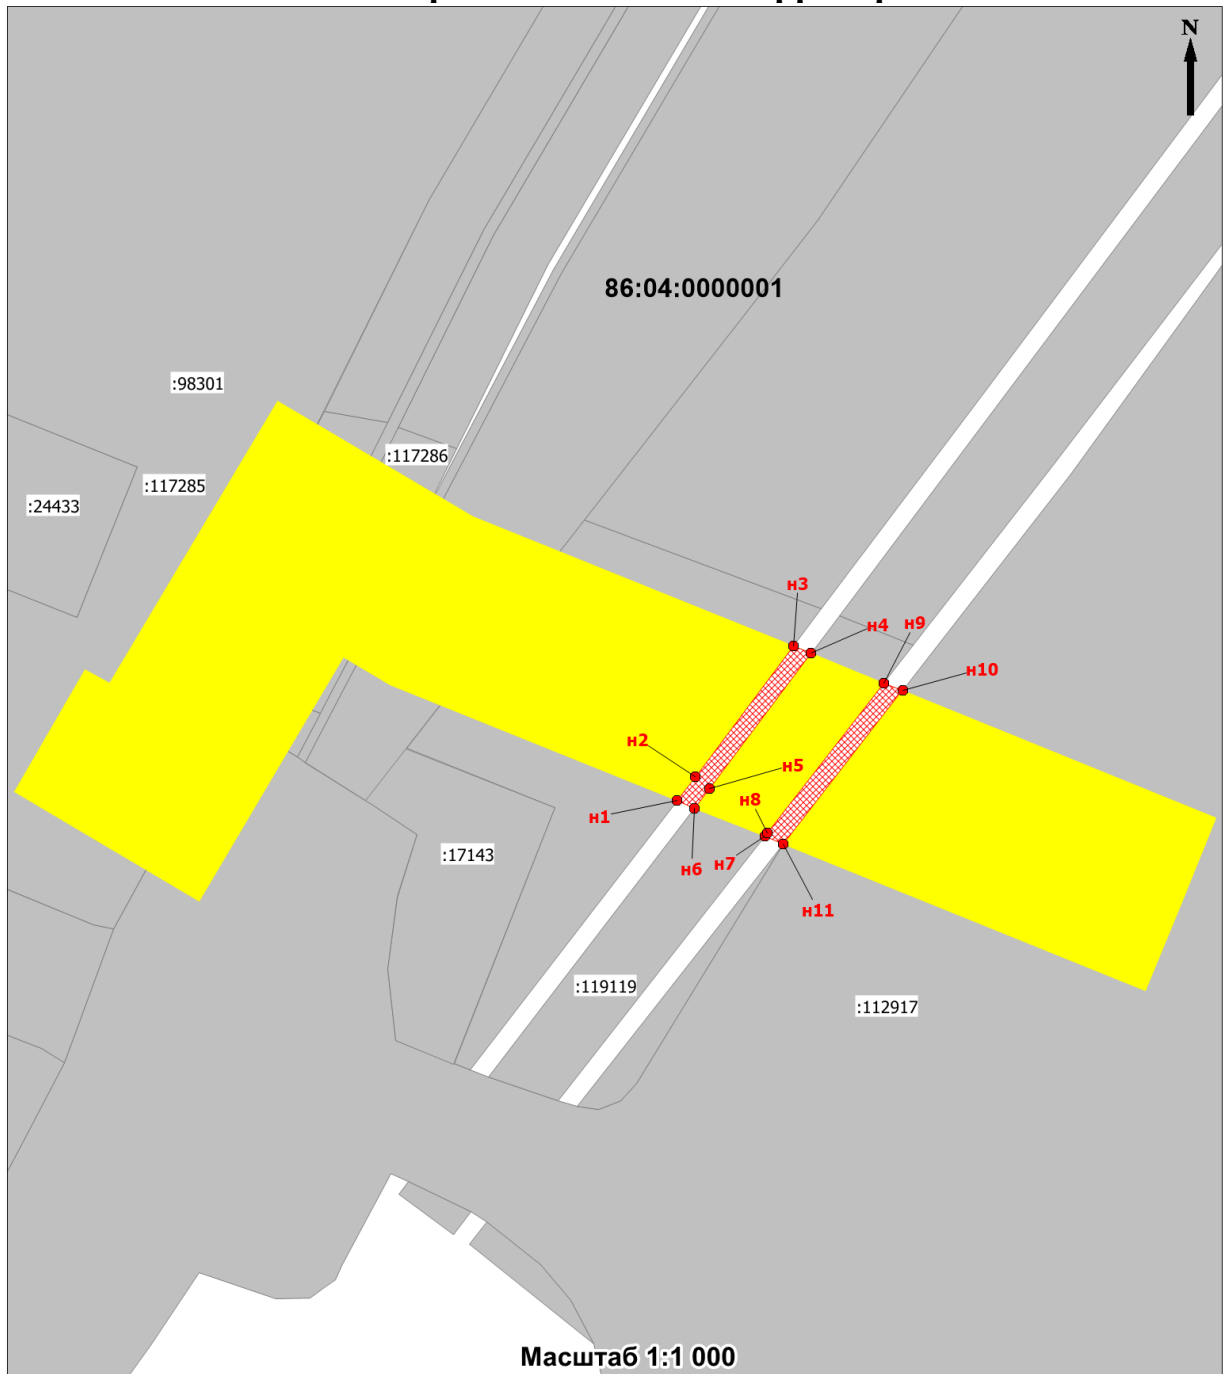 N
86:04:0000001
:98301
:117286
:117285
:24433
н3
н9
н4
н10
н2
н5
н8
н1
н7
н6
:17143
н11
:119119
:112917
Масштаб 1:1 000